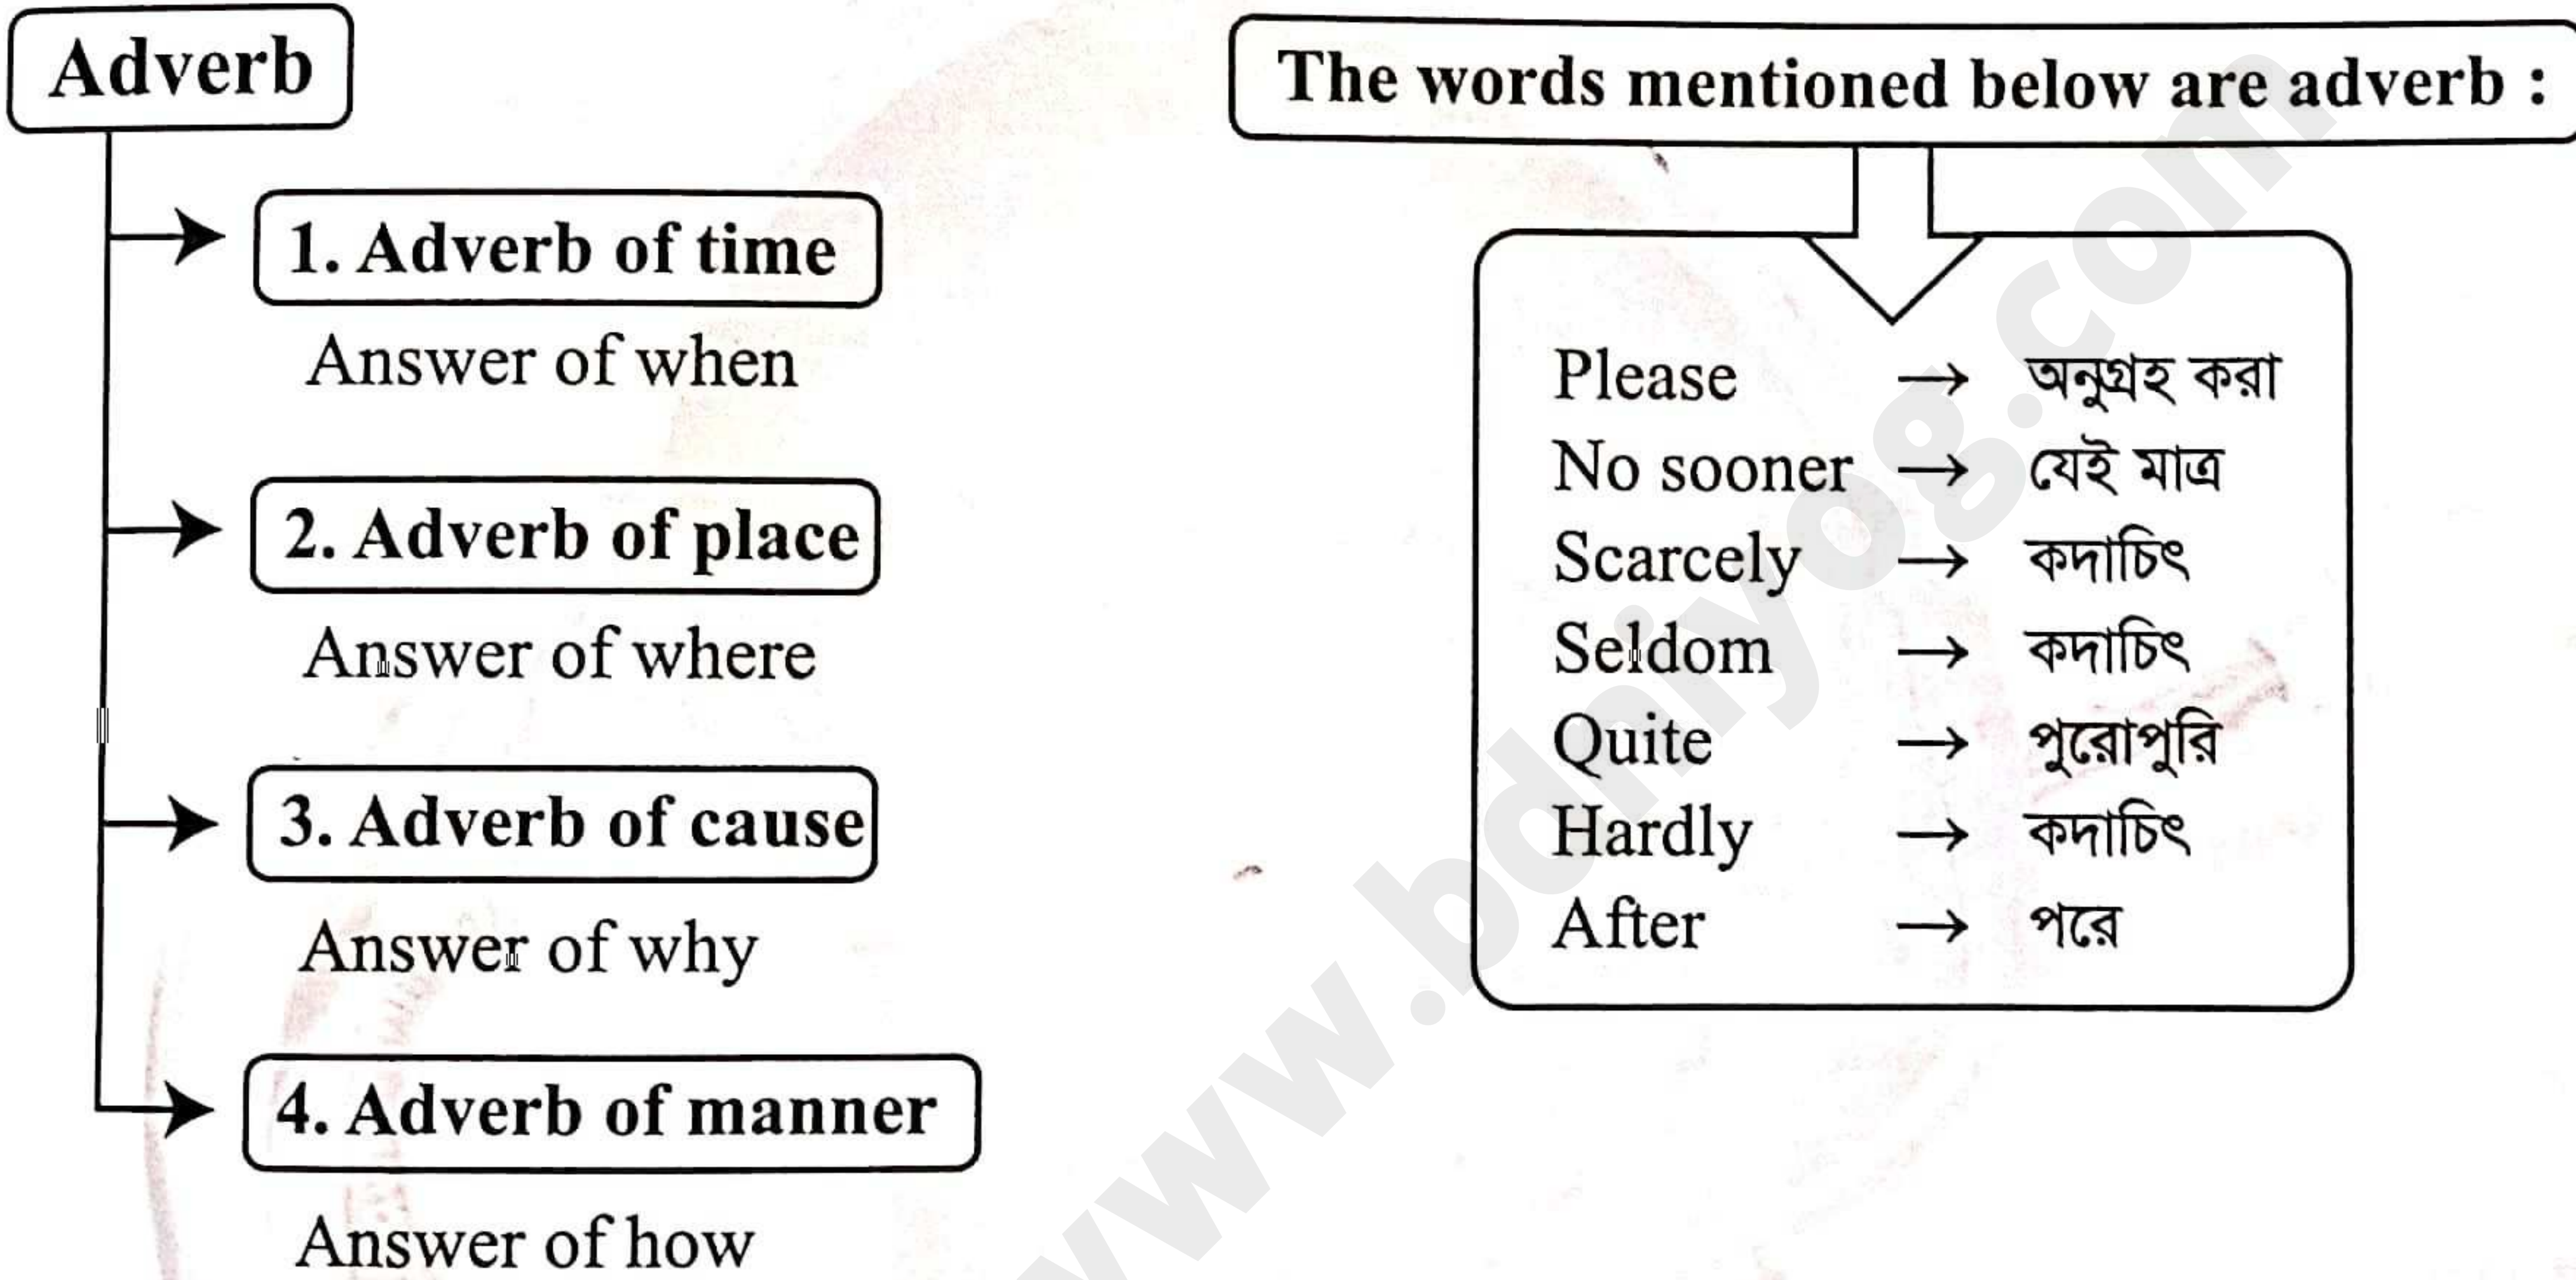 Adverb
1. Adverb of time
Answer of when
2. Adverb of place
Answer of where
3. Adverb of cause
Answer of why
4. Adverb of manner
Answer of how
The words mentioned below are adverb :
Please → অনুগ্রহ করা
No sooner → যেই মাত্র
Scarcely → কদাচিৎ
Seldom → কদাচিৎ
Quite → পুরোপুরি
Hardly → কদাচিৎ
After → পরে
www.bdniyog.com